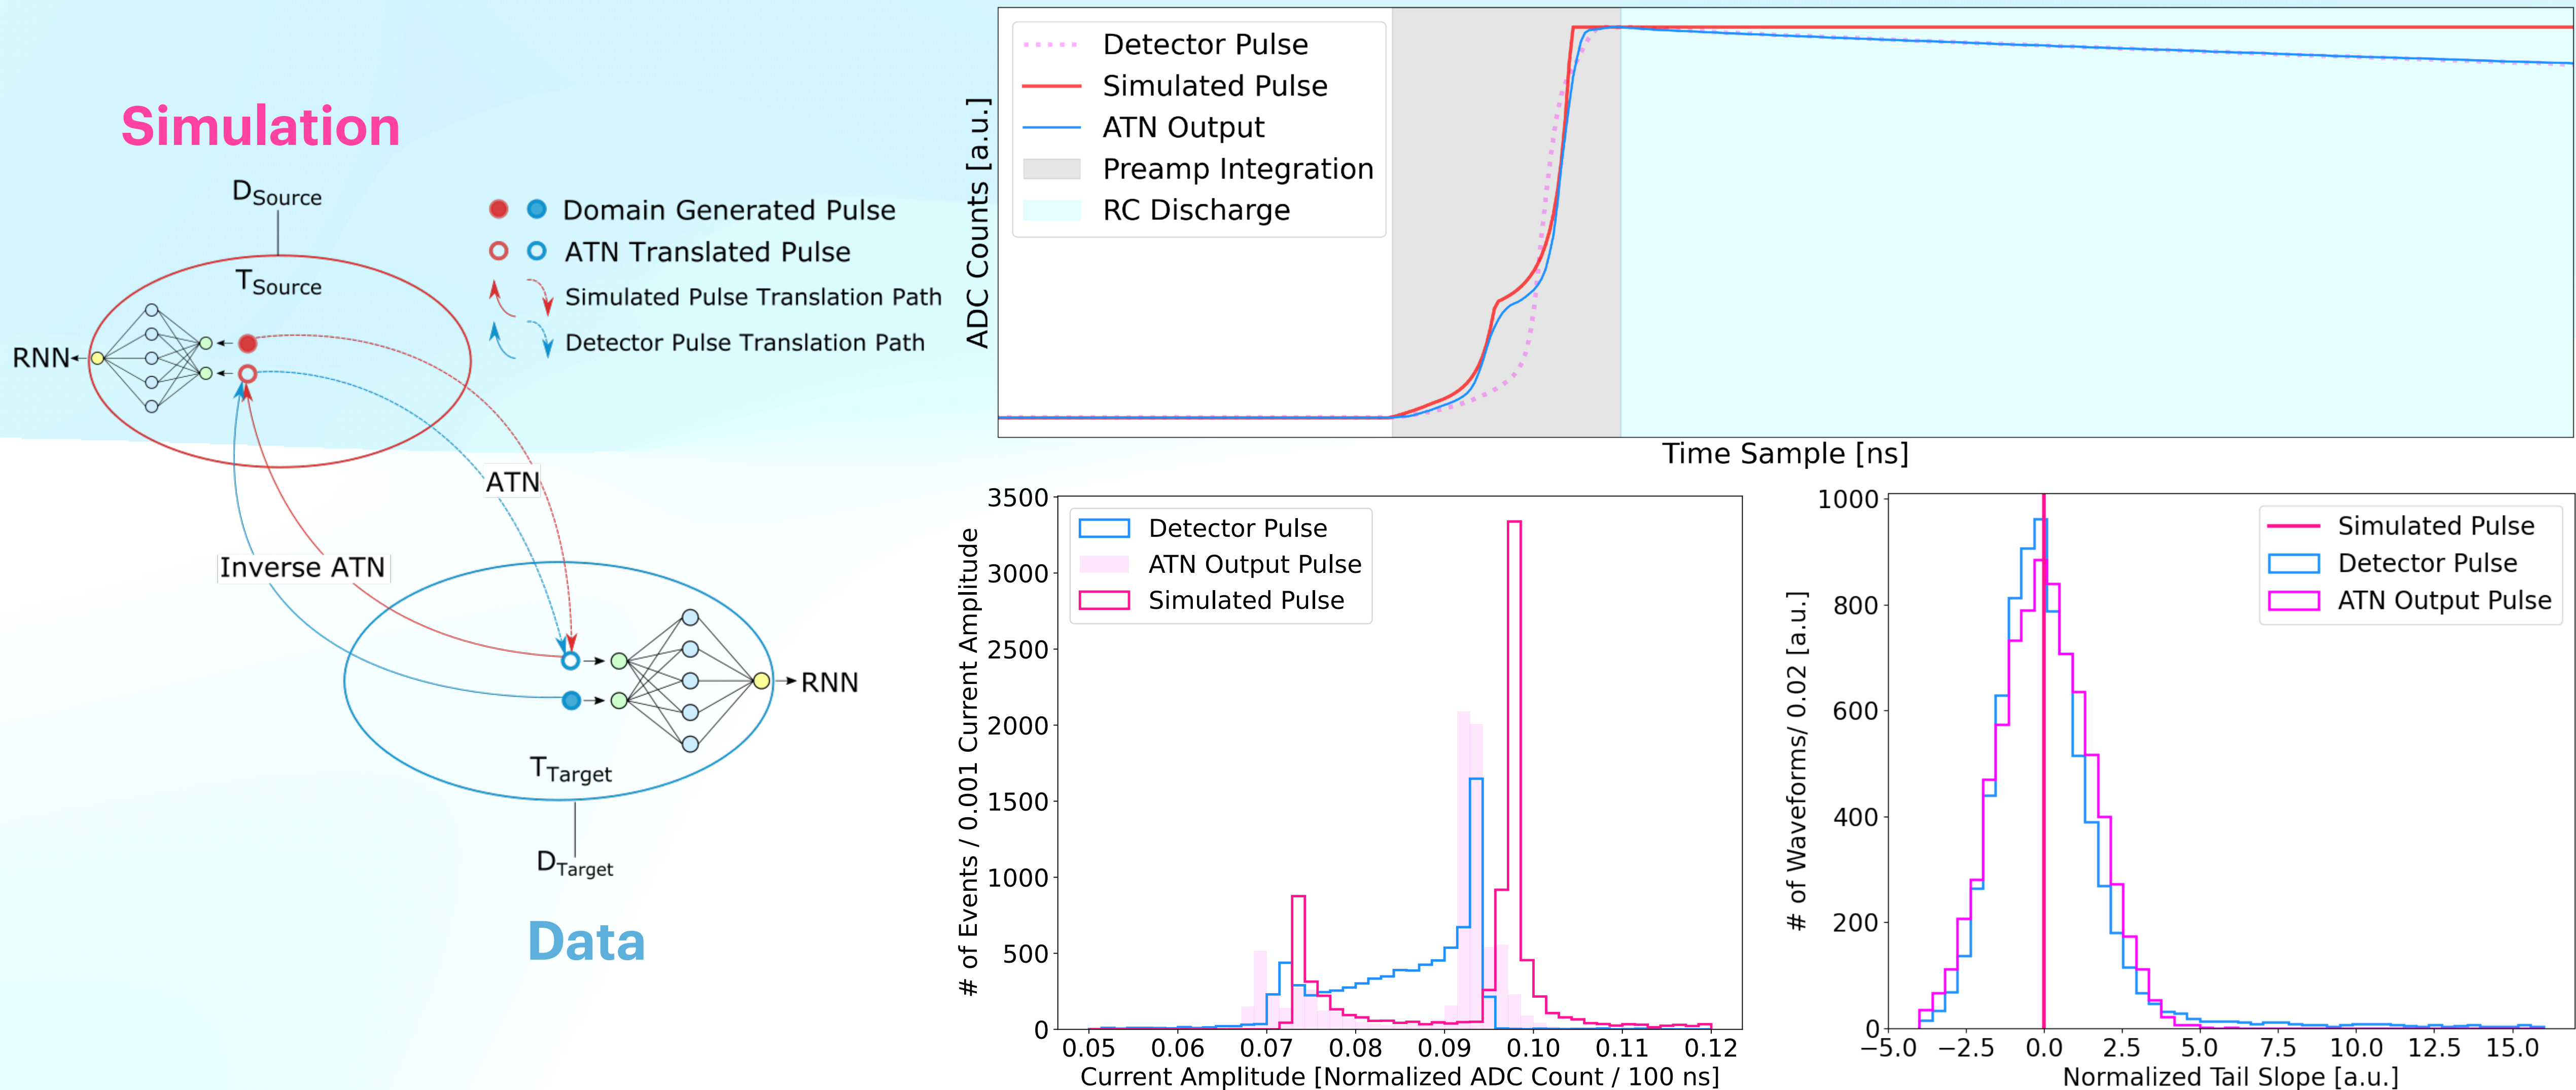 Simulation
D_Source
T_Source
RNN
Domain Generated Pulse
ATN Translated Pulse
Simulated Pulse Translation Path
Detector Pulse Translation Path
ATN
Inverse ATN
RNN
T_Target
D_Target
Data
Detector Pulse
Simulated Pulse
ATN Output
Preamp Integration
RC Discharge
ADC Counts [a.u.]
Time Sample [ns]
3500
3000
2500
2000
1500
1000
500
0
# of Events / 0.001 Current Amplitude
Detector Pulse
ATN Output Pulse
Simulated Pulse
0.05 0.06 0.07 0.08 0.09 0.10 0.11 0.12
Current Amplitude [Normalized ADC Count / 100 ns]
1000
800
600
400
200
0
# of Waveforms/ 0.02 [a.u.]
Simulated Pulse
Detector Pulse
ATN Output Pulse
−5.0 −2.5 0.0 2.5 5.0 7.5 10.0 12.5 15.0
Normalized Tail Slope [a.u.]